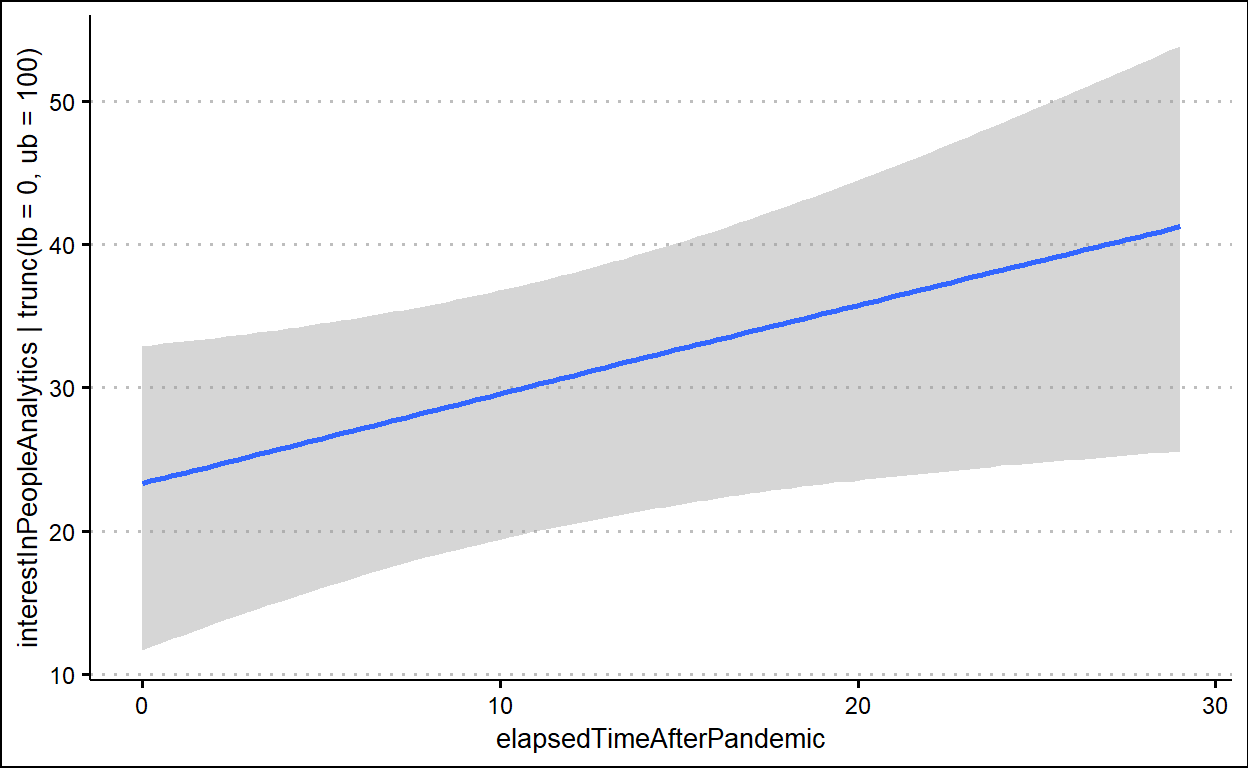 interestInPeopleAnalytics | trunc(lb = 0, ub = 100)
50
40
30
20
10
0 10 20 30
elapsedTimeAfterPandemic